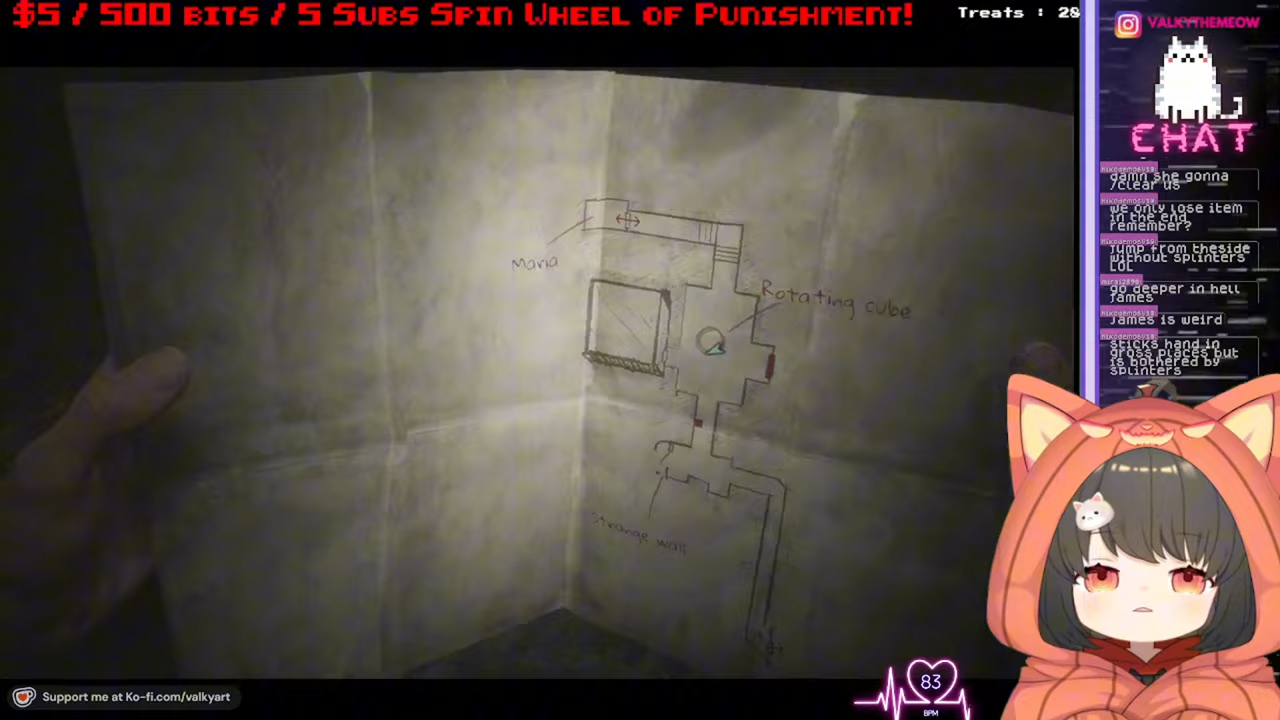 $5 / 500 BITS / 5 SUBS SPIN WHEEL OF PUNISHMENT!
Treats : 28
VALKYTHEMEOW
CHAT
damn she gonna
/clear us
we only lose item
in the end
remember?
jump from theside
without splinters
LOL
go deeper in hell
james
James is weird
sticks hand in
gross places but
is bothered by
splinters
Maria
Rotating cube
Strange wall
83
BPM
Support me at Ko-fi.com/valkyart